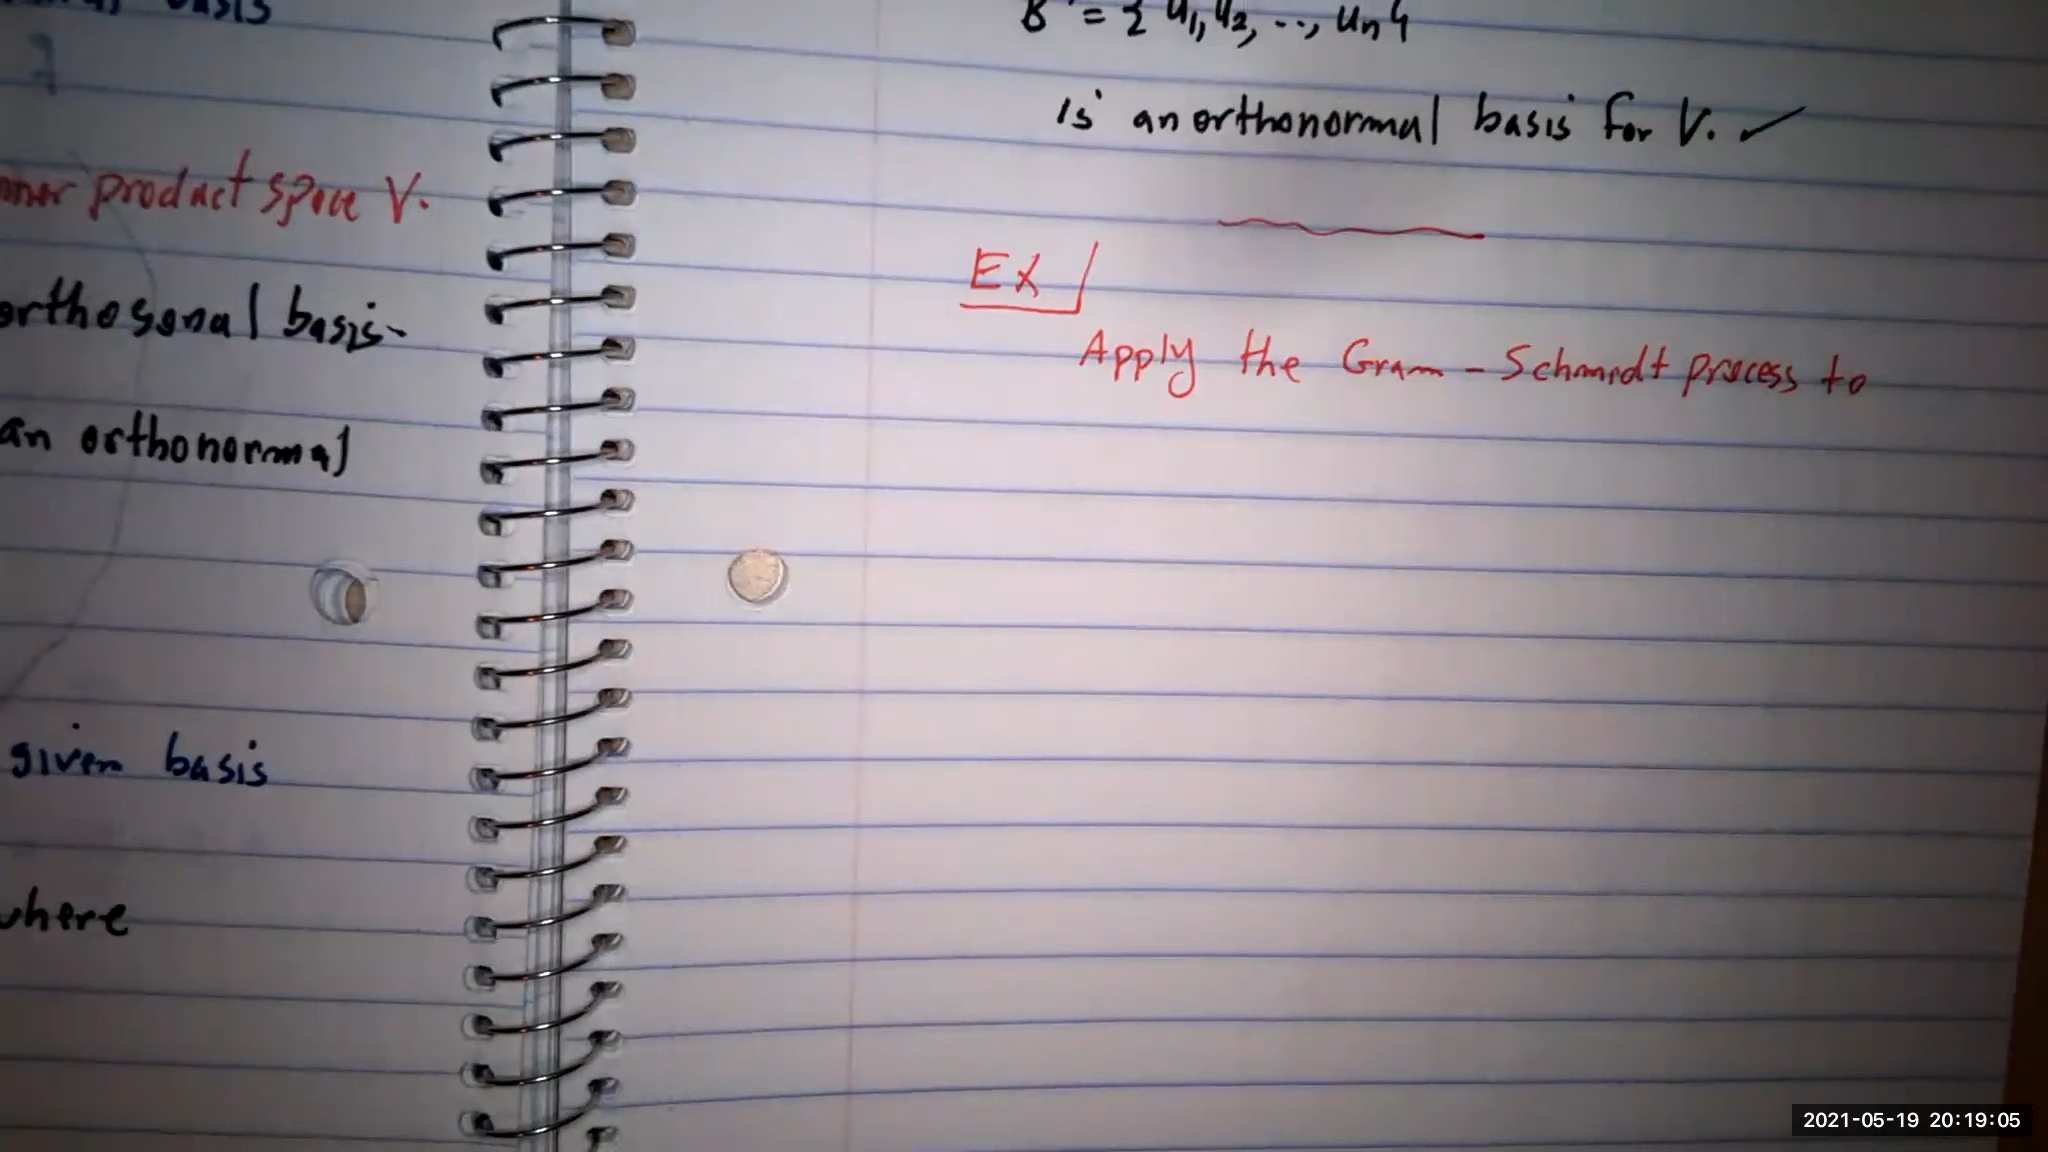 basis
inner product space V.
orthogonal basis.
an orthonormal
given basis
where
B' = { u1, u2, ..., un }
is an orthonormal basis for V. ✓
EX
Apply the Gram - Schmidt process to
2021-05-19 20:19:05